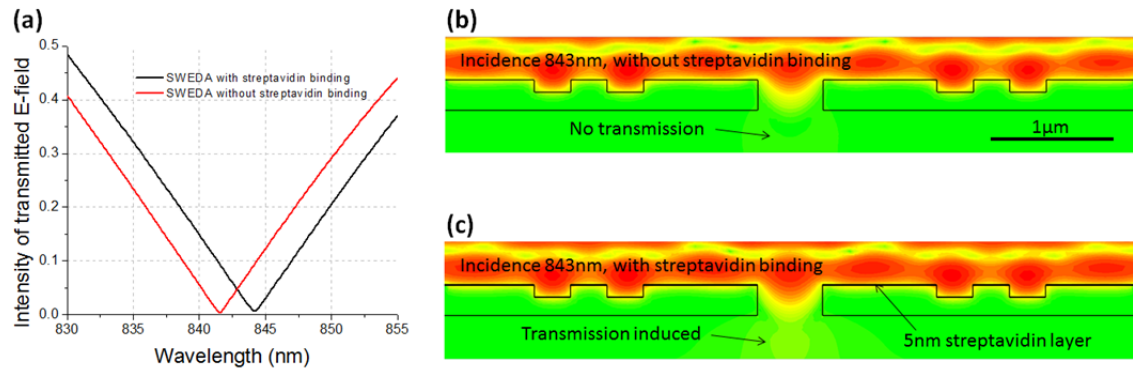 (a)
Intensity of transmitted E-field
0.5
0.4
0.3
0.2
0.1
0.0
SWEDA with streptavidin binding
SWEDA without streptavidin binding
830 835 840 845 850 855
Wavelength (nm)
(b)
Incidence 843nm, without streptavidin binding
No transmission
1μm
(c)
Incidence 843nm, with streptavidin binding
Transmission induced
5nm streptavidin layer